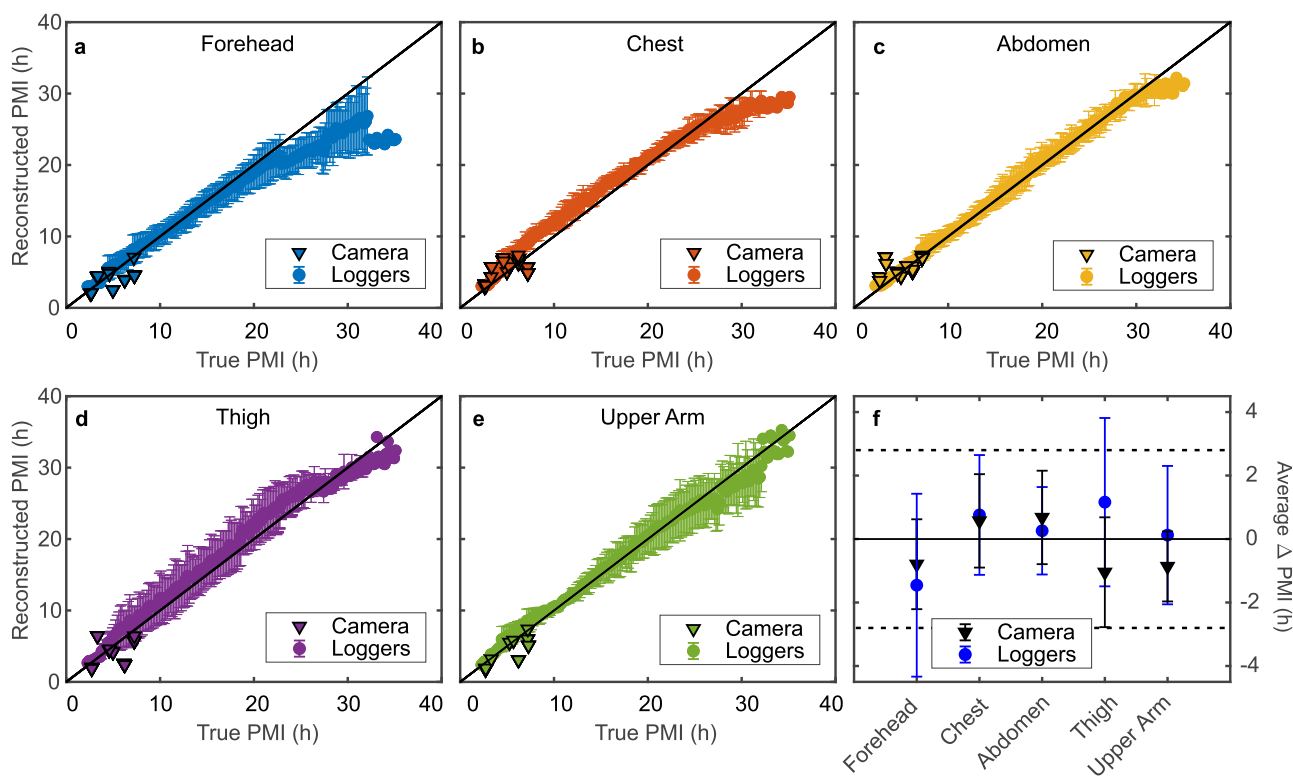 a Forehead
Reconstructed PMI (h)
40
30
20
10
0
Camera
Loggers
0 10 20 30 40
True PMI (h)
b Chest
Camera
Loggers
0 10 20 30 40
True PMI (h)
c Abdomen
Camera
Loggers
0 10 20 30 40
True PMI (h)
d Thigh
Reconstructed PMI (h)
40
30
20
10
0
Camera
Loggers
0 10 20 30 40
True PMI (h)
e Upper Arm
Camera
Loggers
0 10 20 30 40
True PMI (h)
f
4
2
0
-2
-4
Average Δ PMI (h)
Camera
Loggers
Forehead
Chest
Abdomen
Thigh
Upper Arm